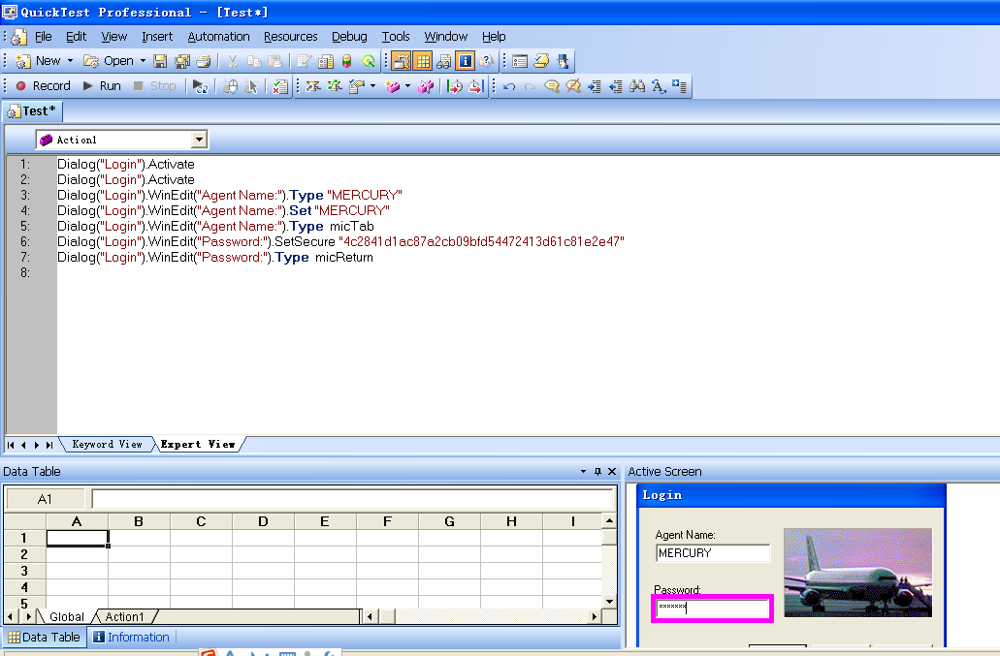 QuickTest Professional - [Test*]
File Edit View Insert Automation Resources Debug Tools Window Help
New Open
Record Run Stop
Test*
Action1
1: Dialog("Login").Activate
2: Dialog("Login").Activate
3: Dialog("Login").WinEdit("Agent Name:").Type "MERCURY"
4: Dialog("Login").WinEdit("Agent Name:").Set "MERCURY"
5: Dialog("Login").WinEdit("Agent Name:").Type micTab
6: Dialog("Login").WinEdit("Password:").SetSecure "4c2841d1ac87a2cb09bfd54472413d61c81e2e47"
7: Dialog("Login").WinEdit("Password:").Type micReturn
8:
Keyword View Expert View
Data Table
A1
A B C D E F G H I
1
2
3
4
5
Global Action1
Data Table Information
Active Screen
Login
Agent Name:
MERCURY
Password:
*******